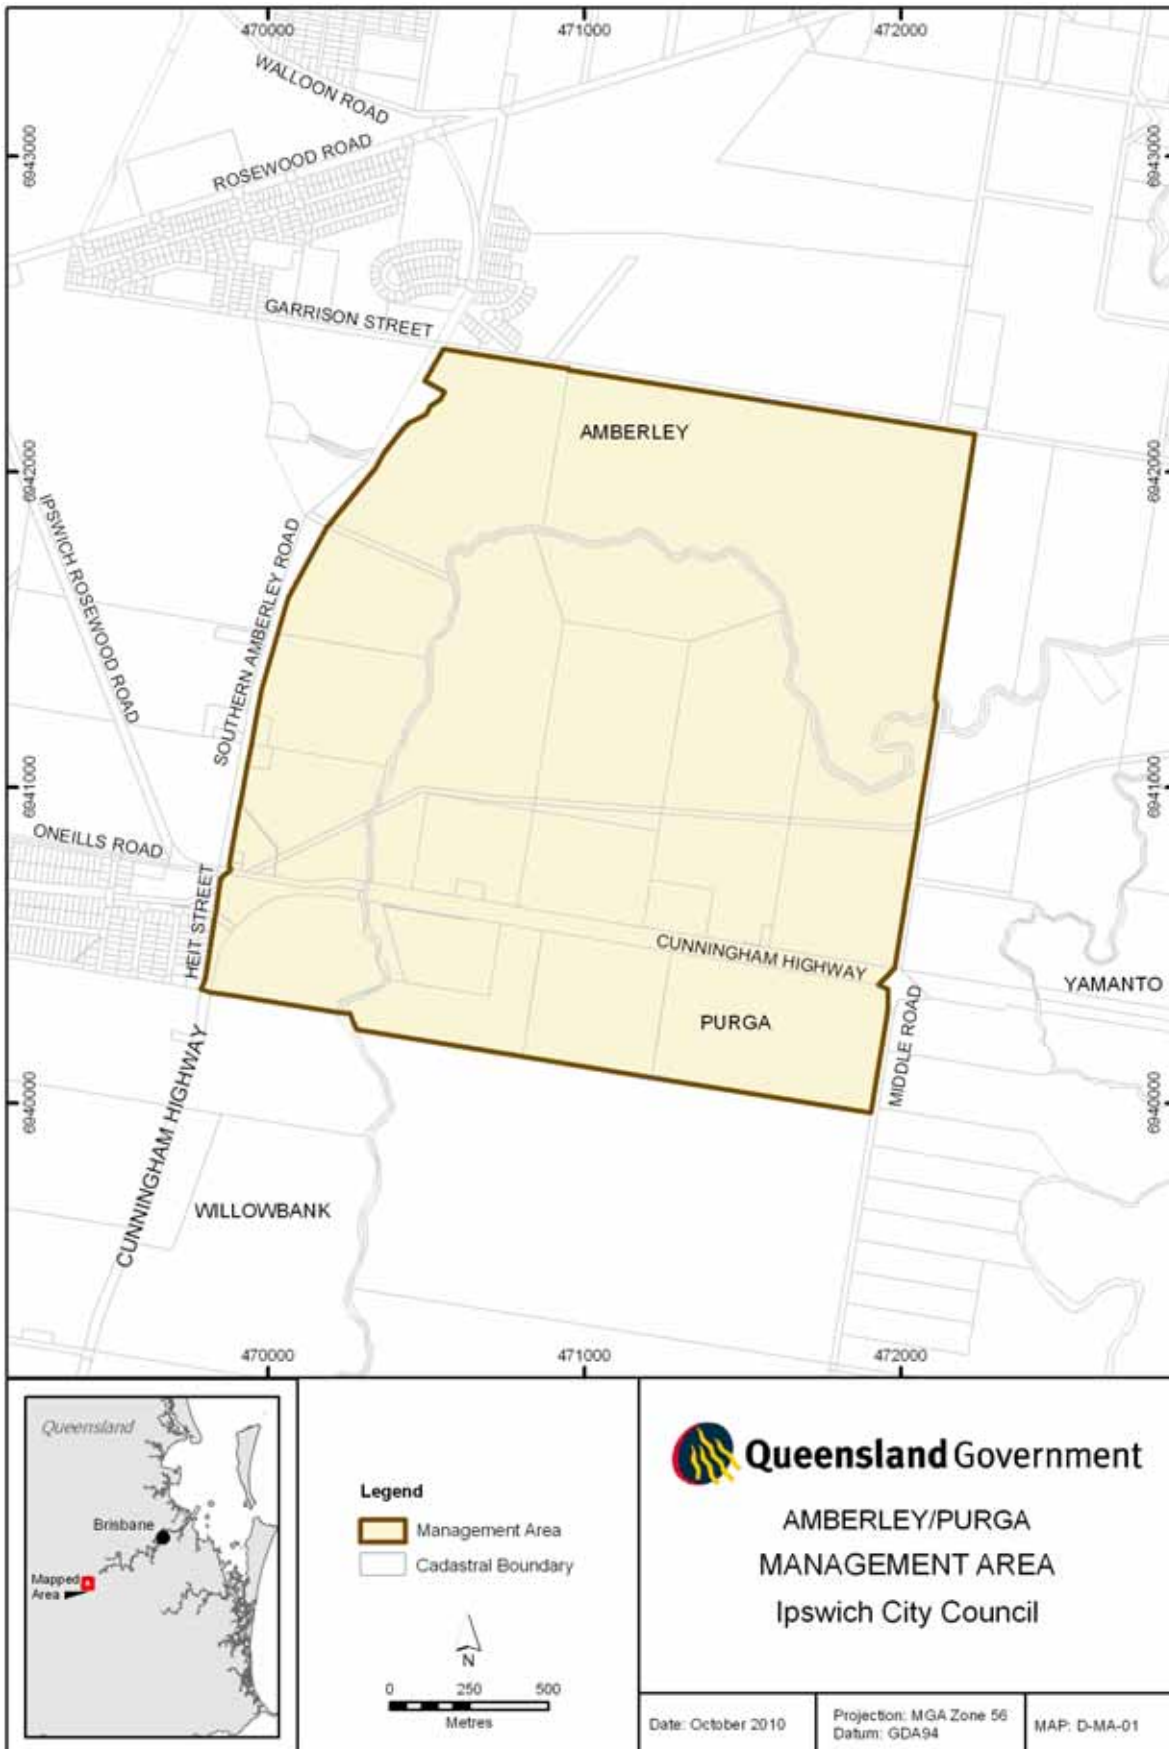 470000
471000
472000
WALLOON ROAD
6943000
ROSEWOOD ROAD
6943000
GARRISON STREET
AMBERLEY
6942000
IPSWICH ROSEWOOD ROAD
SOUTHERN AMBERLEY ROAD
6942000
6941000
ONEILLS ROAD
HEIT STREET
6941000
CUNNINGHAM HIGHWAY
YAMANTO
PURGA
MIDDLE ROAD
6940000
CUNNINGHAM HIGHWAY
6940000
WILLOWBANK
470000
471000
472000
Queensland
Brisbane
Mapped
Area
Legend
Management Area
Cadastral Boundary
N
0 250 500
Metres
Queensland Government
AMBERLEY/PURGA
MANAGEMENT AREA
Ipswich City Council
Date: October 2010
Projection: MGA Zone 56
Datum: GDA94
MAP: D-MA-01